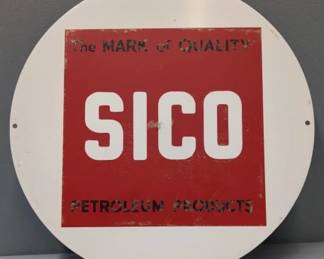 The MARK of QUALITY
SICO
PETROLEUM PRODUCTS